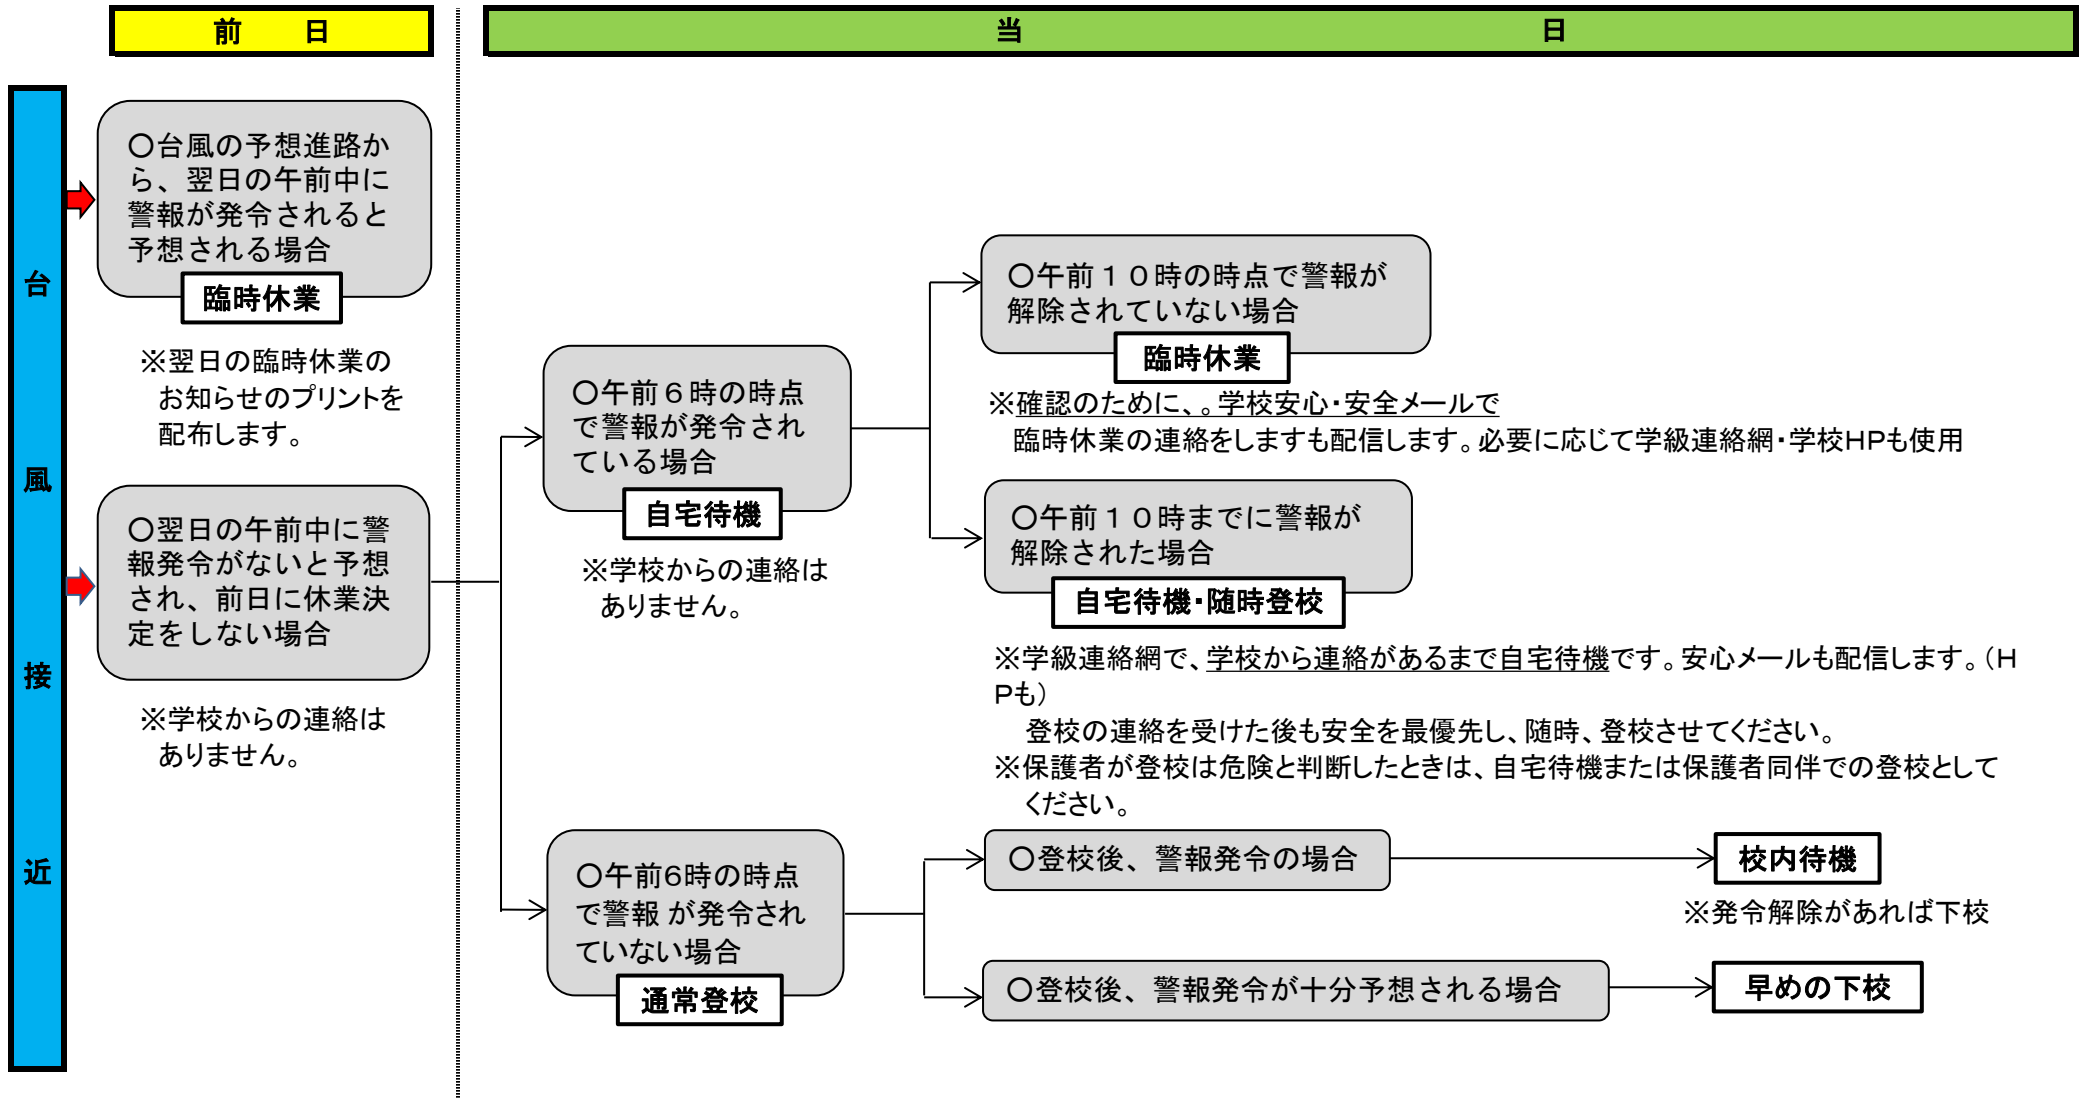 前　　日
当　　日
台風接近
〇台風の予想進路か
ら、翌日の午前中に
警報が発令されると
予想される場合
臨時休業
※翌日の臨時休業の
お知らせのプリントを
配布します。
〇翌日の午前中に警
報発令がないと予想
され、前日に休業決
定をしない場合
※学校からの連絡は
ありません。
〇午前６時の時点
で警報が発令され
ている場合
自宅待機
※学校からの連絡は
ありません。
〇午前１０時の時点で警報が
解除されていない場合
臨時休業
※確認のために、。学校安心・安全メールで
臨時休業の連絡をしますも配信します。必要に応じて学級連絡網・学校HPも使用
〇午前１０時までに警報が
解除された場合
自宅待機・随時登校
※学級連絡網で、学校から連絡があるまで自宅待機です。安心メールも配信します。（H
Pも）
登校の連絡を受けた後も安全を最優先し、随時、登校させてください。
※保護者が登校は危険と判断したときは、自宅待機または保護者同伴での登校として
ください。
〇午前6時の時点
で警報 が発令され
ていない場合
通常登校
〇登校後、警報発令の場合
校内待機
※発令解除があれば下校
〇登校後、警報発令が十分予想される場合
早めの下校